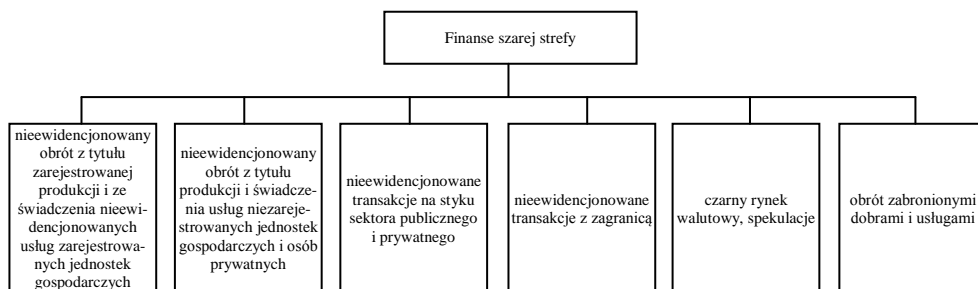 Finanse szarej strefy
nieewidencjonowany
obrót z tytułu
zarejestrowanej
produkcji i ze
świadczenia nieewi-
dencjonowanych
usług zarejestrowa-
nych jednostek
gospodarczych
nieewidencjonowany
obrót z tytułu
produkcji i świadcze-
nia usług niezareje-
strowanych jednostek
gospodarczych i osób
prywatnych
nieewidencjonowane
transakcje na styku
sektora publicznego
i prywatnego
nieewidencjonowane
transakcje z zagranicą
czarny rynek
walutowy, spekulacje
obrót zabronionymi
dobrami i usługami